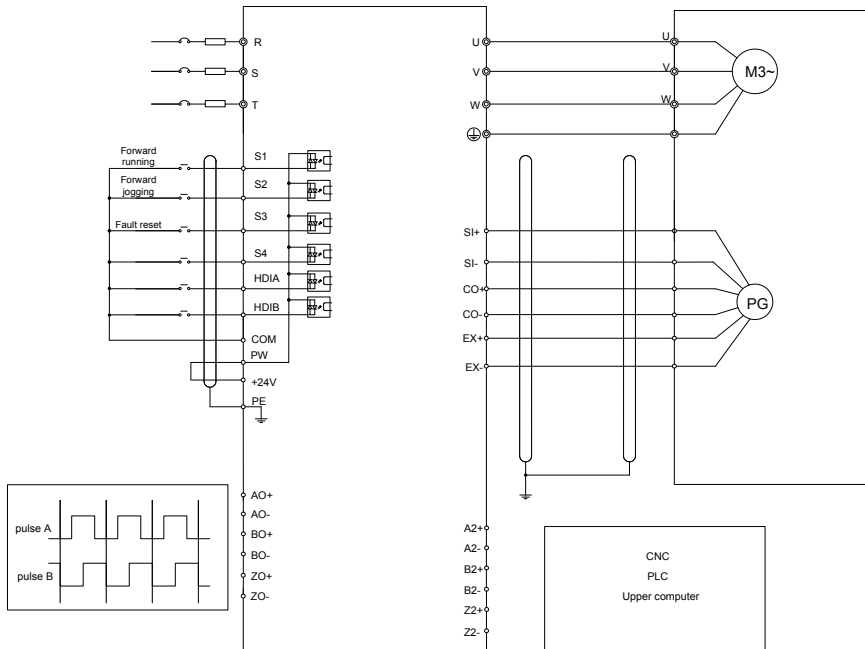 R
S
T
U
V
W
U
V
W
M3~
Forward
running
Forward
jogging
Fault reset
S1
S2
S3
S4
HDIA
HDIB
COM
PW
+24V
PE
SI+
SI-
CO+
CO-
EX+
EX-
PG
pulse A
pulse B
AO+
AO-
BO+
BO-
ZO+
ZO-
A2+
A2-
B2+
B2-
Z2+
Z2-
CNC
PLC
Upper computer